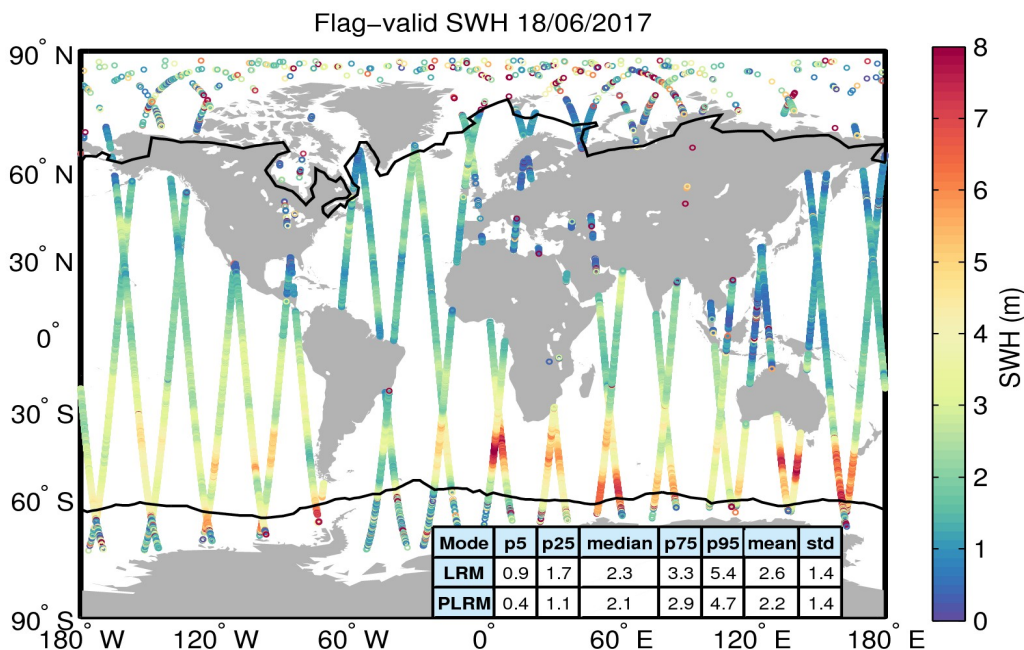 Flag−valid SWH 18/06/2017
90° N
60° N
30° N
0°
30° S
60° S
90° S
180° W
120° W
60° W
0°
60° E
120° E
180° E
Mode p5 p25 median p75 p95 mean std
LRM 0.9 1.7 2.3 3.3 5.4 2.6 1.4
PLRM 0.4 1.1 2.1 2.9 4.7 2.2 1.4
8
7
6
5
4
3
2
1
0
SWH (m)